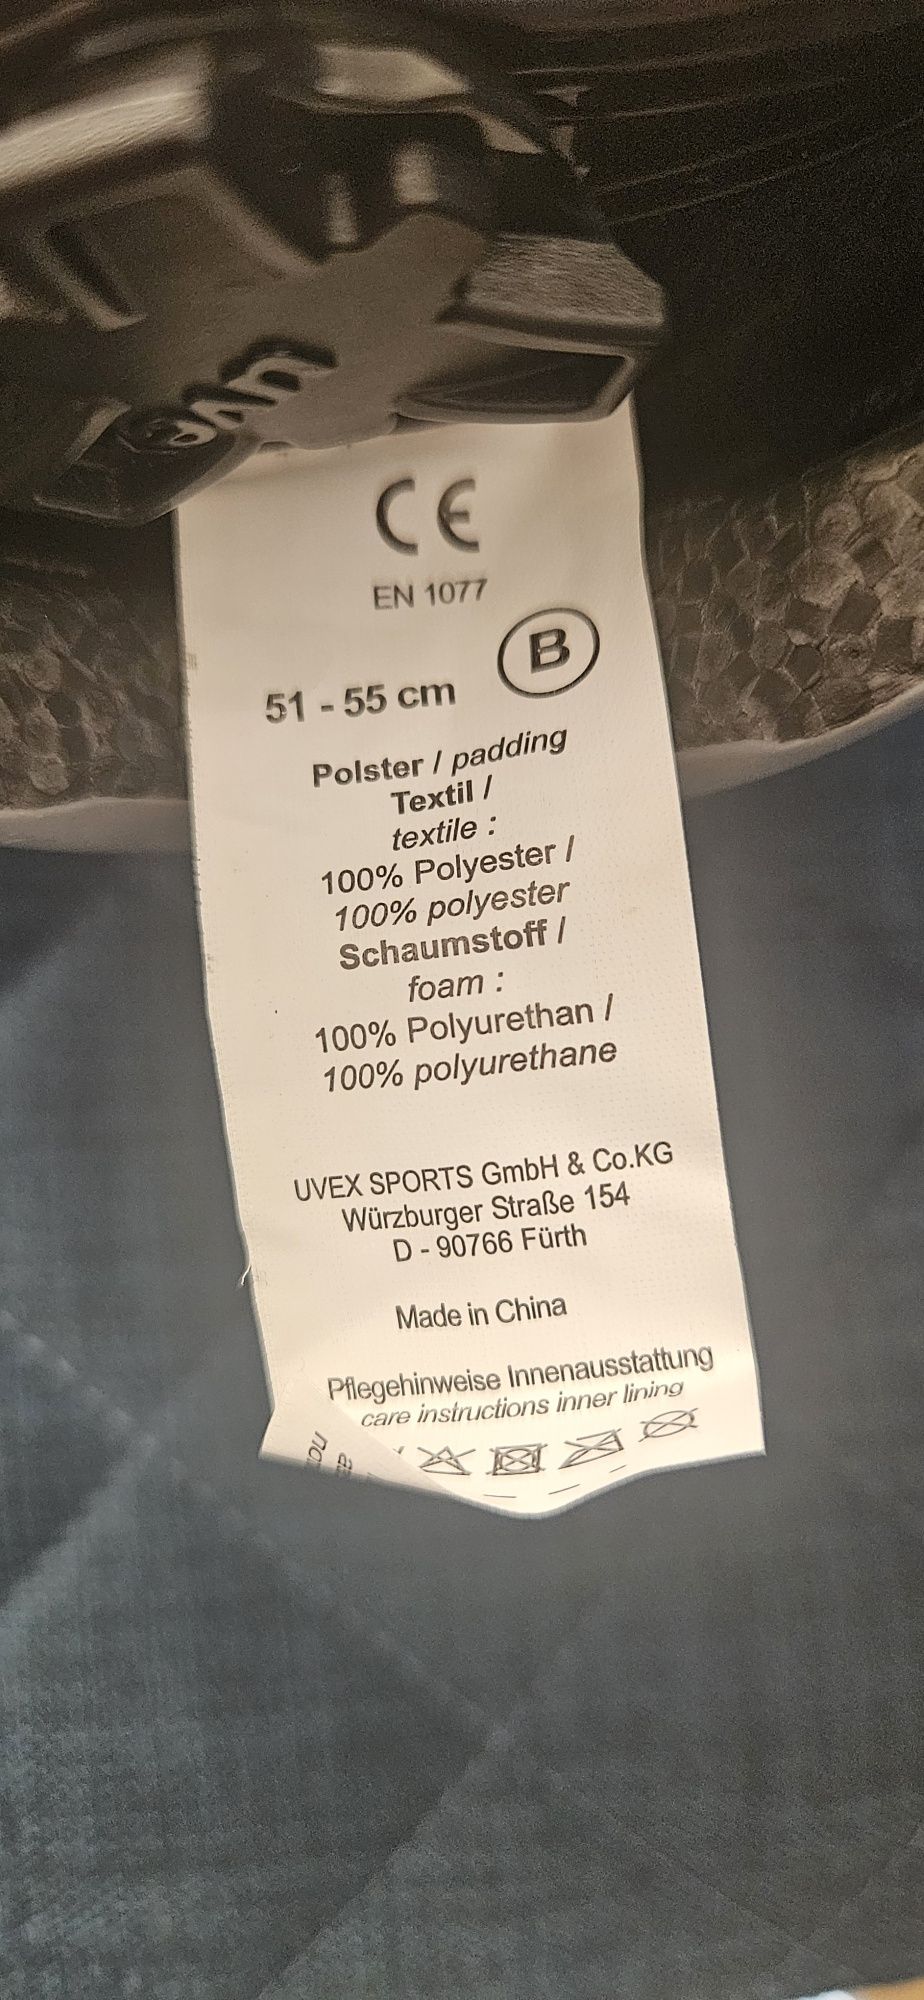 uvex
CE
EN 1077
B
51 - 55 cm
Polster / padding
Textil /
textile :
100% Polyester /
100% polyester
Schaumstoff /
foam :
100% Polyurethan /
100% polyurethane
UVEX SPORTS GmbH & Co.KG
Würzburger Straße 154
D - 90766 Fürth
Made in China
Pflegehinweise Innenausstattung
care instructions inner lining